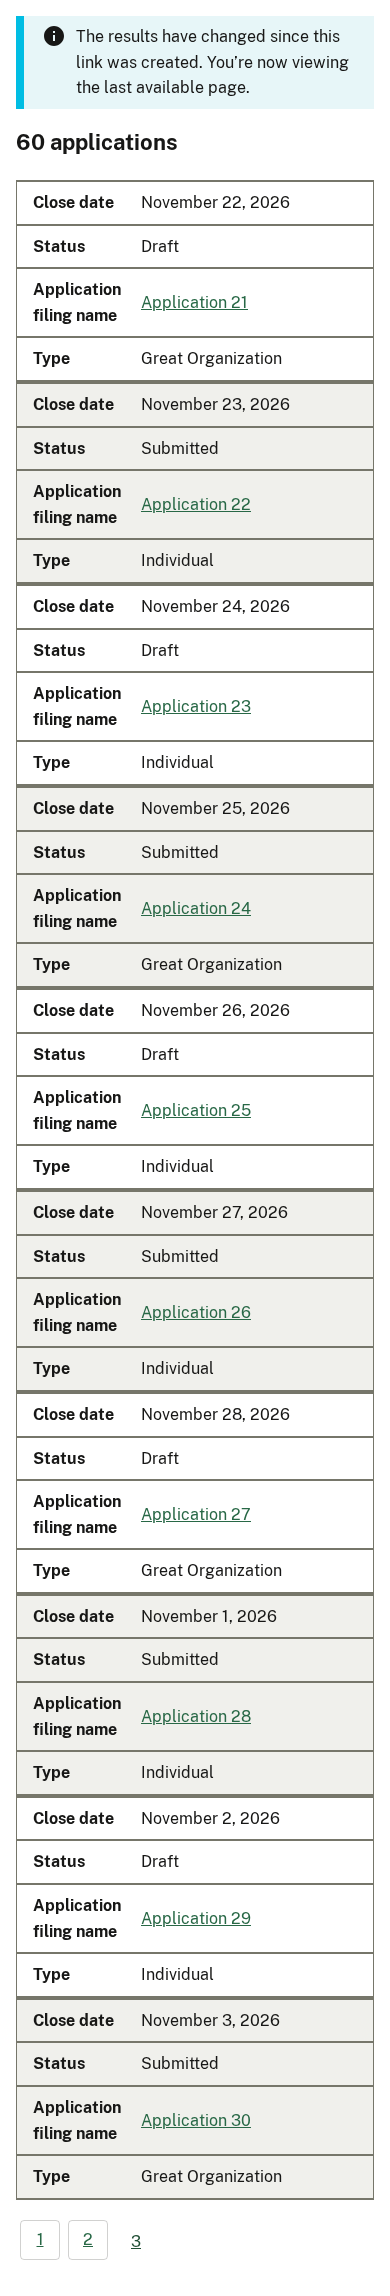 The results have changed since this
link was created. You’re now viewing
the last available page.
60 applications
Close date November 22, 2026
Status Draft
Application filing name Application 21
Type Great Organization
Close date November 23, 2026
Status Submitted
Application filing name Application 22
Type Individual
Close date November 24, 2026
Status Draft
Application filing name Application 23
Type Individual
Close date November 25, 2026
Status Submitted
Application filing name Application 24
Type Great Organization
Close date November 26, 2026
Status Draft
Application filing name Application 25
Type Individual
Close date November 27, 2026
Status Submitted
Application filing name Application 26
Type Individual
Close date November 28, 2026
Status Draft
Application filing name Application 27
Type Great Organization
Close date November 1, 2026
Status Submitted
Application filing name Application 28
Type Individual
Close date November 2, 2026
Status Draft
Application filing name Application 29
Type Individual
Close date November 3, 2026
Status Submitted
Application filing name Application 30
Type Great Organization
1 2 3